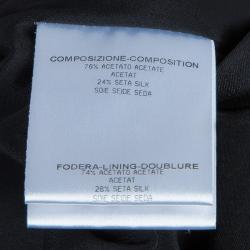 COMPOSIZIONE-COMPOSITION
76% ACETATO ACETATE
ACETAT
24% SETA SILK
SOIE SEIDE SEDA
FODERA-LINING-DOUBLURE
74% ACETATO ACETATE
ACETAT
26% SETA SILK
SOIE SEIDE SEDA